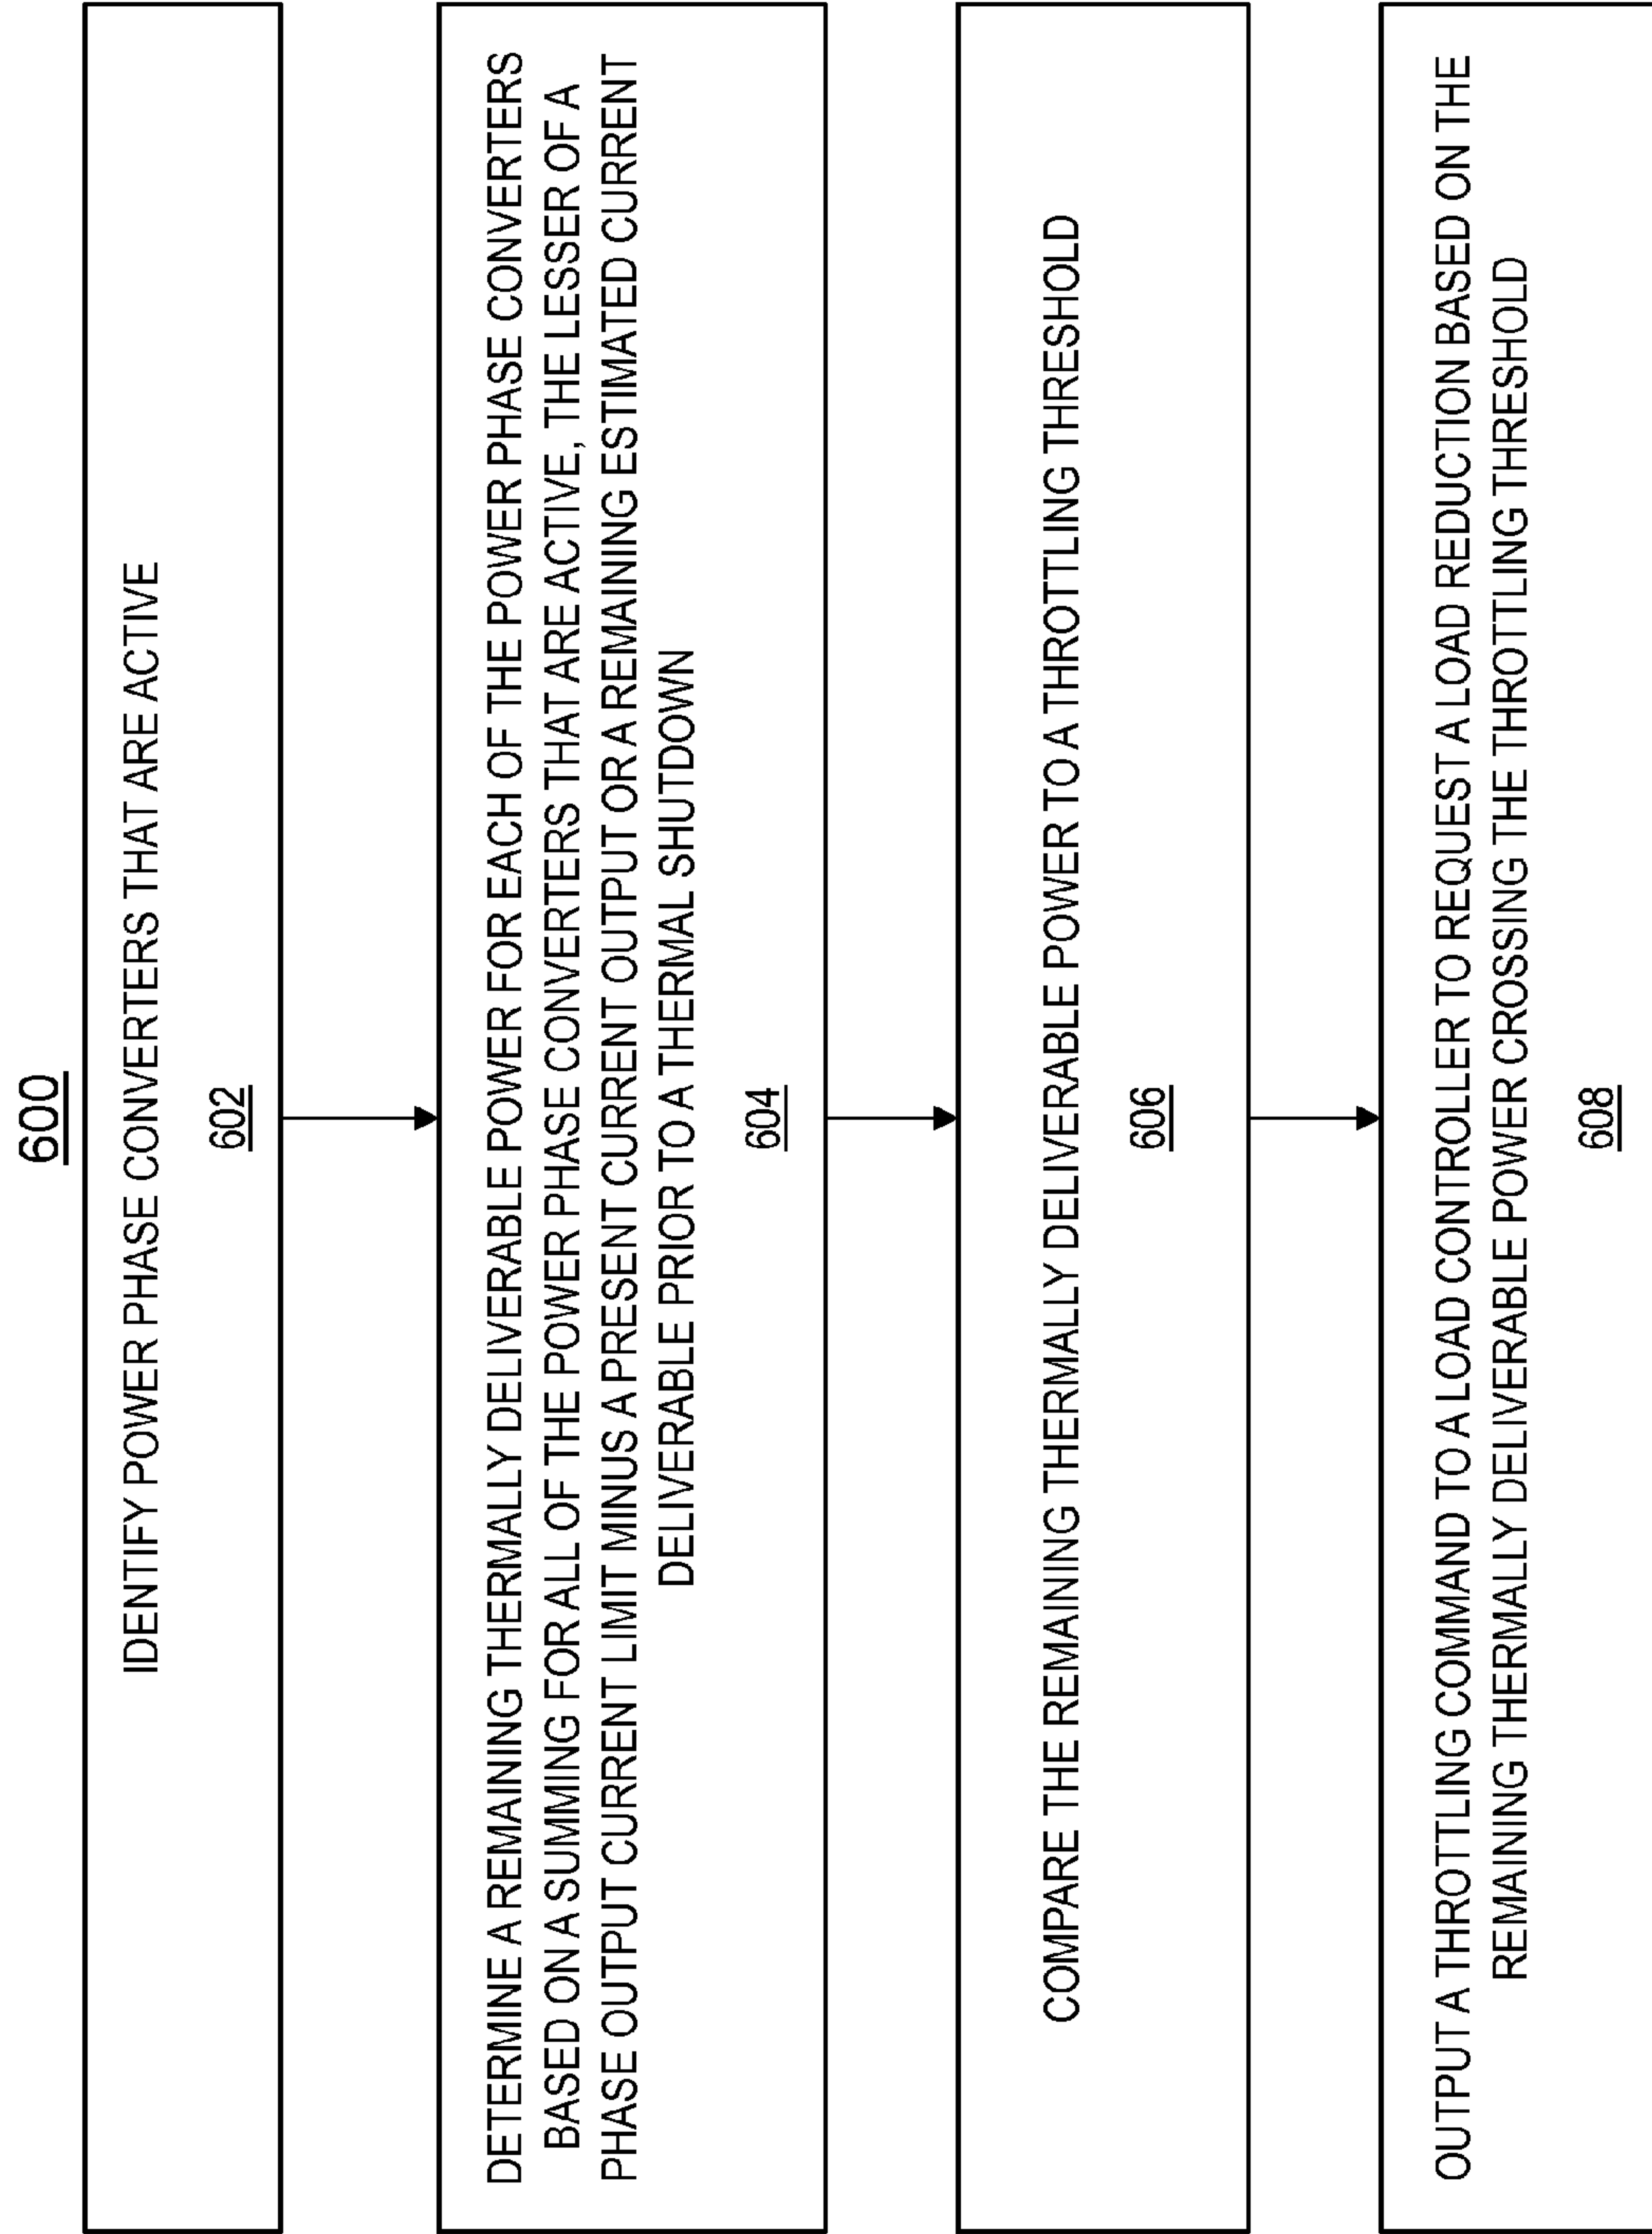 600
IDENTIFY POWER PHASE CONVERTERS THAT ARE ACTIVE
602
DETERMINE A REMAINING THERMALLY DELIVERABLE POWER FOR EACH OF THE POWER PHASE CONVERTERS
BASED ON A SUMMING FOR ALL OF THE POWER PHASE CONVERTERS THAT ARE ACTIVE, THE LESSER OF A
PHASE OUTPUT CURRENT LIMIT MINUS A PRESENT CURRENT OUTPUT OR A REMAINING ESTIMATED CURRENT
DELIVERABLE PRIOR TO A THERMAL SHUTDOWN
604
COMPARE THE REMAINING THERMALLY DELIVERABLE POWER TO A THROTTLING THRESHOLD
606
OUTPUT A THROTTLING COMMAND TO A LOAD CONTROLLER TO REQUEST A LOAD REDUCTION BASED ON THE
REMAINING THERMALLY DELIVERABLE POWER CROSSING THE THROTTLING THRESHOLD
608